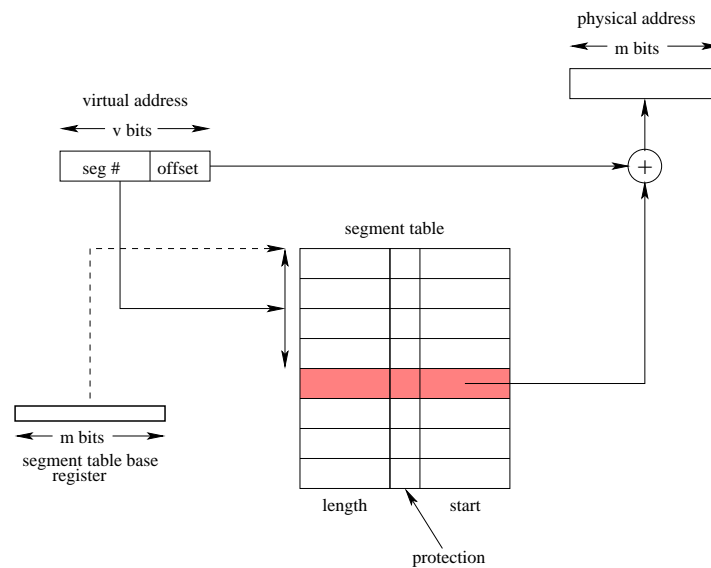 physical address
m bits
virtual address
v bits
seg #
offset
+
segment table
m bits
segment table base
register
length
start
protection